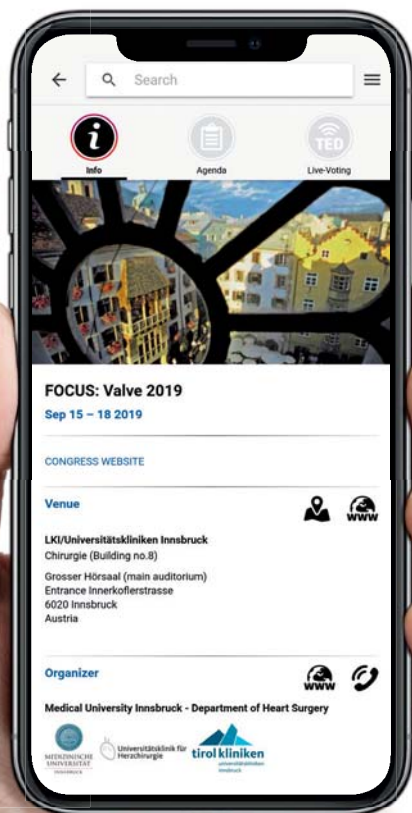 Search
TED
Info
Agenda
Live-Voting
FOCUS: Valve 2019
Sep 15 – 18 2019
CONGRESS WEBSITE
Venue
WWW
LKI/Universitätskliniken Innsbruck
Chirurgie (Building no.8)
Grosser Hörsaal (main auditorium)
Entrance Innerkoflerstrasse
6020 Innsbruck
Austria
Organizer
WWW
Medical University Innsbruck - Department of Heart Surgery
MEDIZINISCHE
UNIVERSITÄT
INNSBRUCK
Universitätsklinik für
Herzchirurgie
tirol kliniken
universitätskliniken
innsbruck